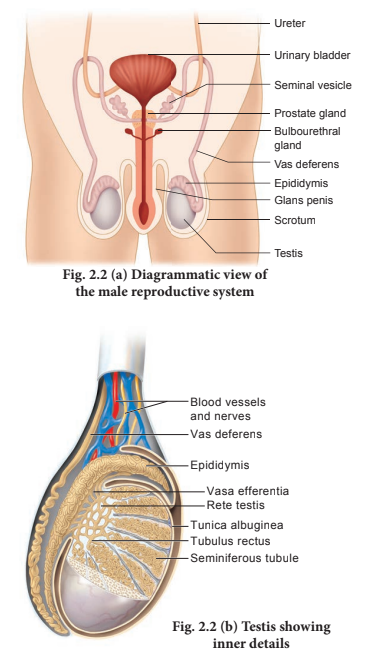 Ureter
Urinary bladder
Seminal vesicle
Prostate gland
Bulbourethral
gland
Vas deferens
Epididymis
Glans penis
Scrotum
Testis
Fig. 2.2 (a) Diagrammatic view of
the male reproductive system
Blood vessels
and nerves
Vas deferens
Epididymis
Vasa efferentia
Rete testis
Tunica albuginea
Tubulus rectus
Seminiferous tubule
Fig. 2.2 (b) Testis showing
inner details